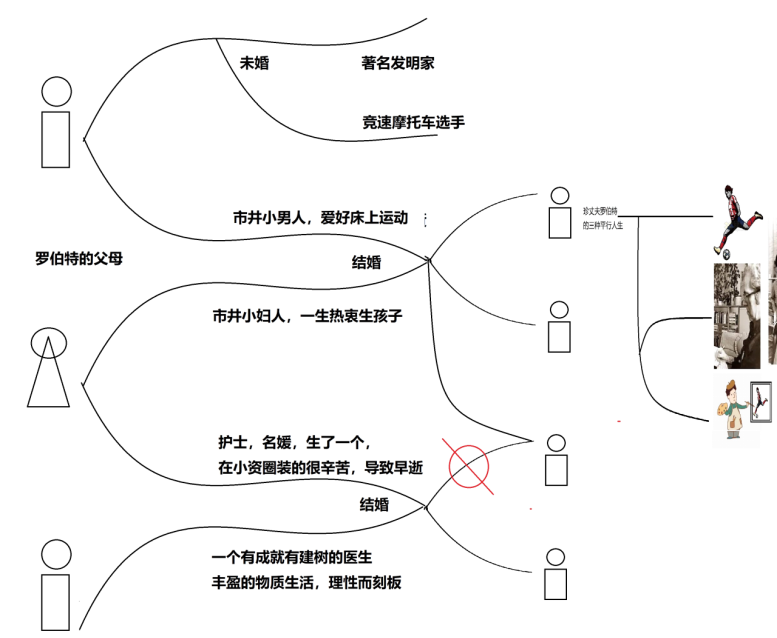 未婚
著名发明家
竞速摩托车选手
市井小男人，爱好床上运动
珍丈夫罗伯特
的三种平行人生
罗伯特的父母
结婚
市井小妇人，一生热衷生孩子
护士，名媛，生了一个，
在小资圈装的很辛苦，导致早逝
结婚
一个有成就有建树的医生
丰盈的物质生活，理性而刻板